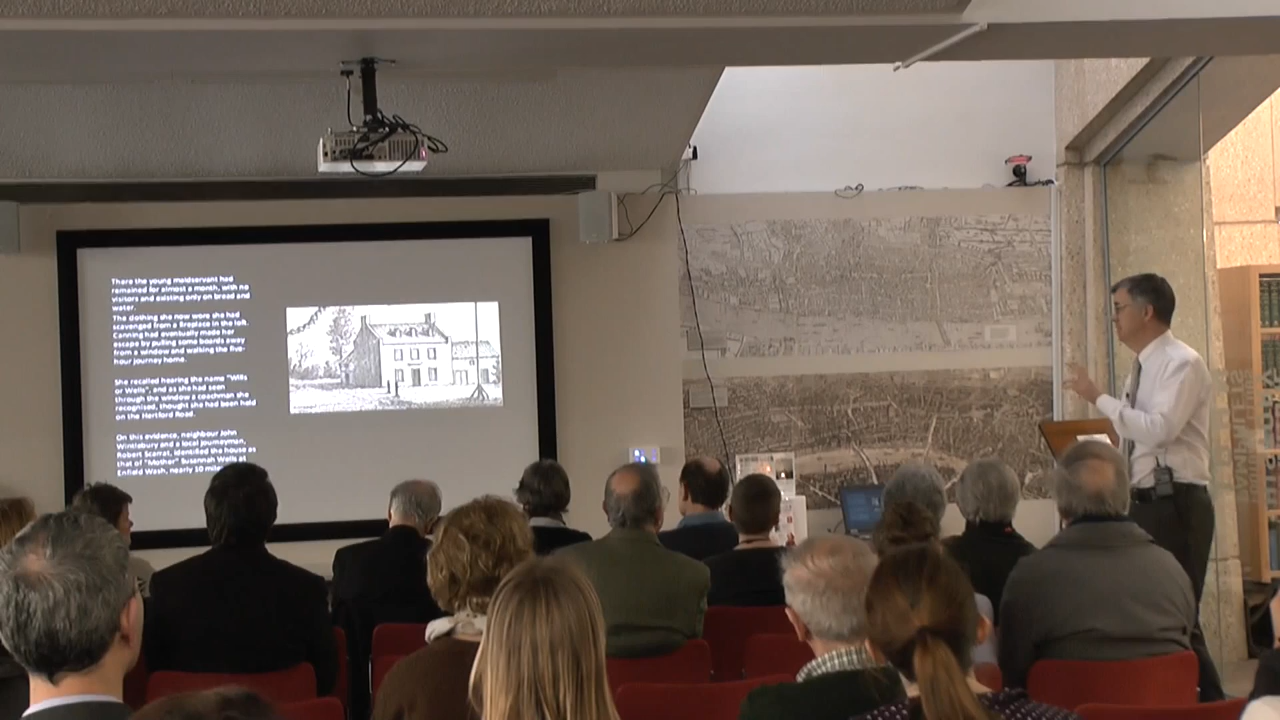 There the young maidservant had
remained for almost a month, with no
visitors and existing only on bread and
water.
The clothing she now wore she had
scavenged from a fireplace in the loft.
Canning had eventually made her
escape by pulling some boards away
from a window and walking the five-
hour journey home.
She recalled hearing the name "Wills
or Wells", and as she had seen
through the window a coachman she
recognised, thought she had been held
on the Hertford Road.
On this evidence, neighbour John
Wintlebury and a local journeyman,
Robert Scarrat, identified the house as
that of "Mother" Susannah Wells at
Enfield Wash, nearly 10 miles